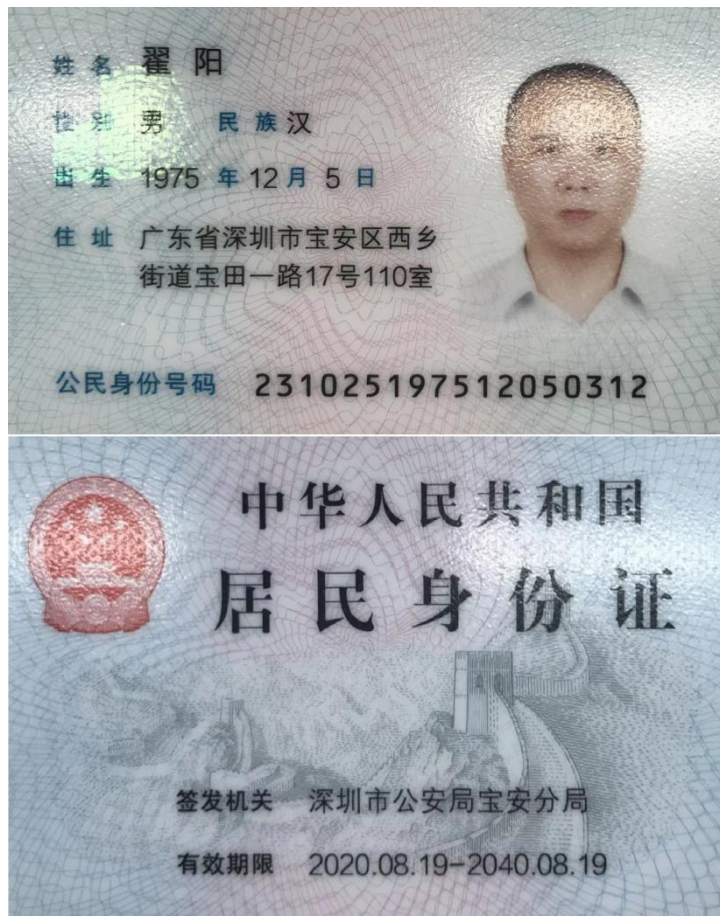 姓名 翟阳
性别 男 民族 汉
出生 1975 年 12 月 5 日
住址 广东省深圳市宝安区西乡
街道宝田一路17号110室
公民身份号码 231025197512050312
中华人民共和国
居民身份证
签发机关 深圳市公安局宝安分局
有效期限 2020.08.19-2040.08.19